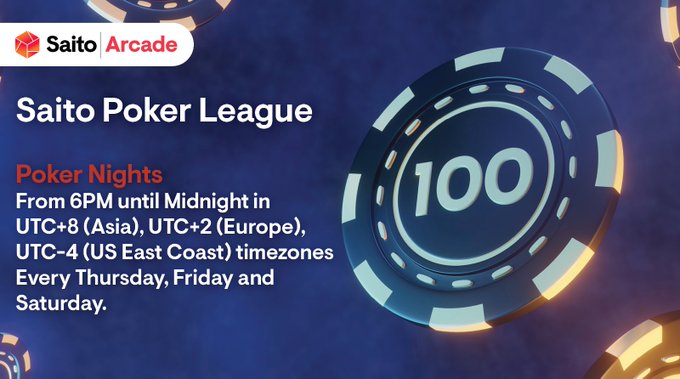 Saito Arcade
Saito Poker League
Poker Nights
From 6PM until Midnight in
UTC+8 (Asia), UTC+2 (Europe),
UTC-4 (US East Coast) timezones
Every Thursday, Friday and
Saturday.
100